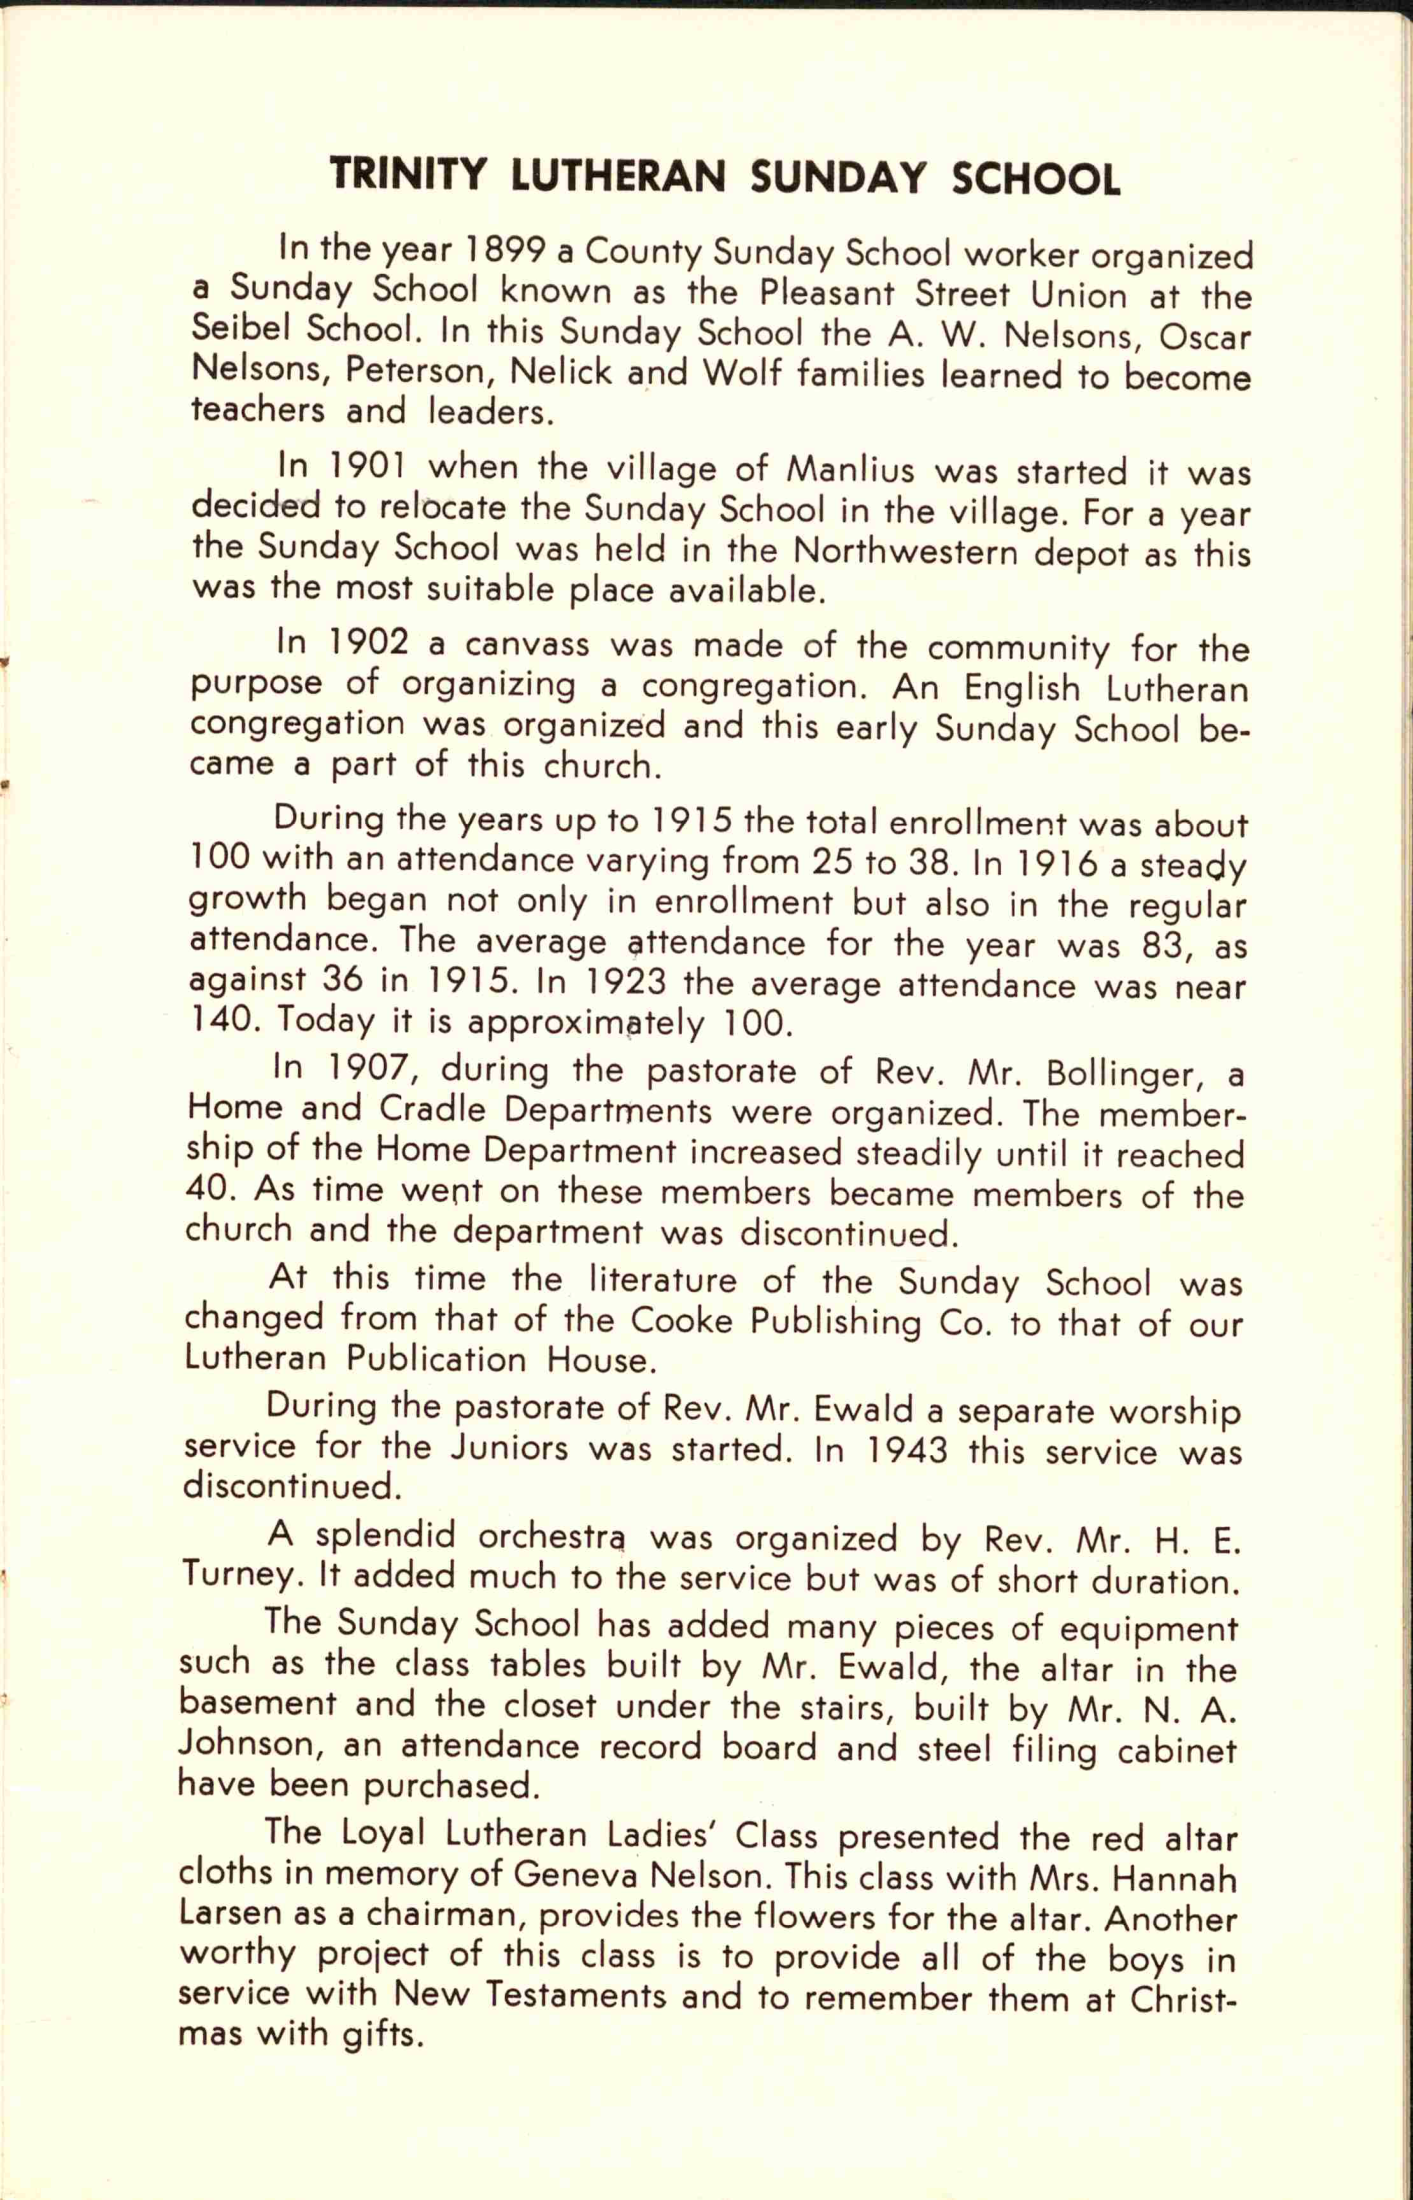 TRINITY LUTHERAN SUNDAY SCHOOL
In the year 1899 a County Sunday School worker organized
a Sunday School known as the Pleasant Street Union at the
Seibel School. In this Sunday School the A. W. Nelsons, Oscar
Nelsons, Peterson, Nelick and Wolf families learned to become
teachers and leaders.
In 1901 when the village of Manlius was started it was
decided to relocate the Sunday School in the village. For a year
the Sunday School was held in the Northwestern depot as this
was the most suitable place available.
In 1902 a canvass was made of the community for the
purpose of organizing a congregation. An English Lutheran
congregation was organized and this early Sunday School be-
came a part of this church.
During the years up to 1915 the total enrollment was about
100 with an attendance varying from 25 to 38. In 1916 a steady
growth began not only in enrollment but also in the regular
attendance. The average attendance for the year was 83, as
against 36 in 1915. In 1923 the average attendance was near
140. Today it is approximately 100.
In 1907, during the pastorate of Rev. Mr. Bollinger, a
Home and Cradle Departments were organized. The member-
ship of the Home Department increased steadily until it reached
40. As time went on these members became members of the
church and the department was discontinued.
At this time the literature of the Sunday School was
changed from that of the Cooke Publishing Co. to that of our
Lutheran Publication House.
During the pastorate of Rev. Mr. Ewald a separate worship
service for the Juniors was started. In 1943 this service was
discontinued.
A splendid orchestra was organized by Rev. Mr. H. E.
Turney. It added much to the service but was of short duration.
The Sunday School has added many pieces of equipment
such as the class tables built by Mr. Ewald, the altar in the
basement and the closet under the stairs, built by Mr. N. A.
Johnson, an attendance record board and steel filing cabinet
have been purchased.
The Loyal Lutheran Ladies' Class presented the red altar
cloths in memory of Geneva Nelson. This class with Mrs. Hannah
Larsen as a chairman, provides the flowers for the altar. Another
worthy project of this class is to provide all of the boys in
service with New Testaments and to remember them at Christ-
mas with gifts.